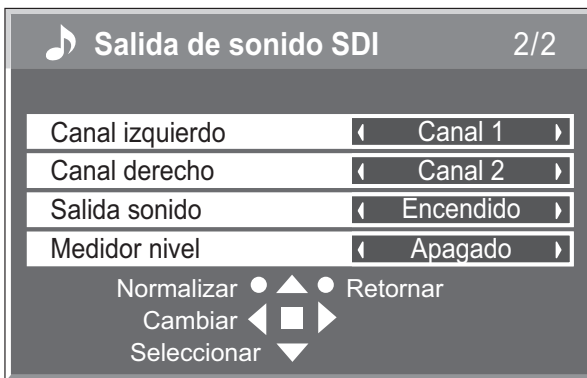 Salida de sonido SDI 2/2
Canal izquierdo Canal 1
Canal derecho Canal 2
Salida sonido Encendido
Medidor nivel Apagado
Normalizar Retornar
Cambiar
Seleccionar